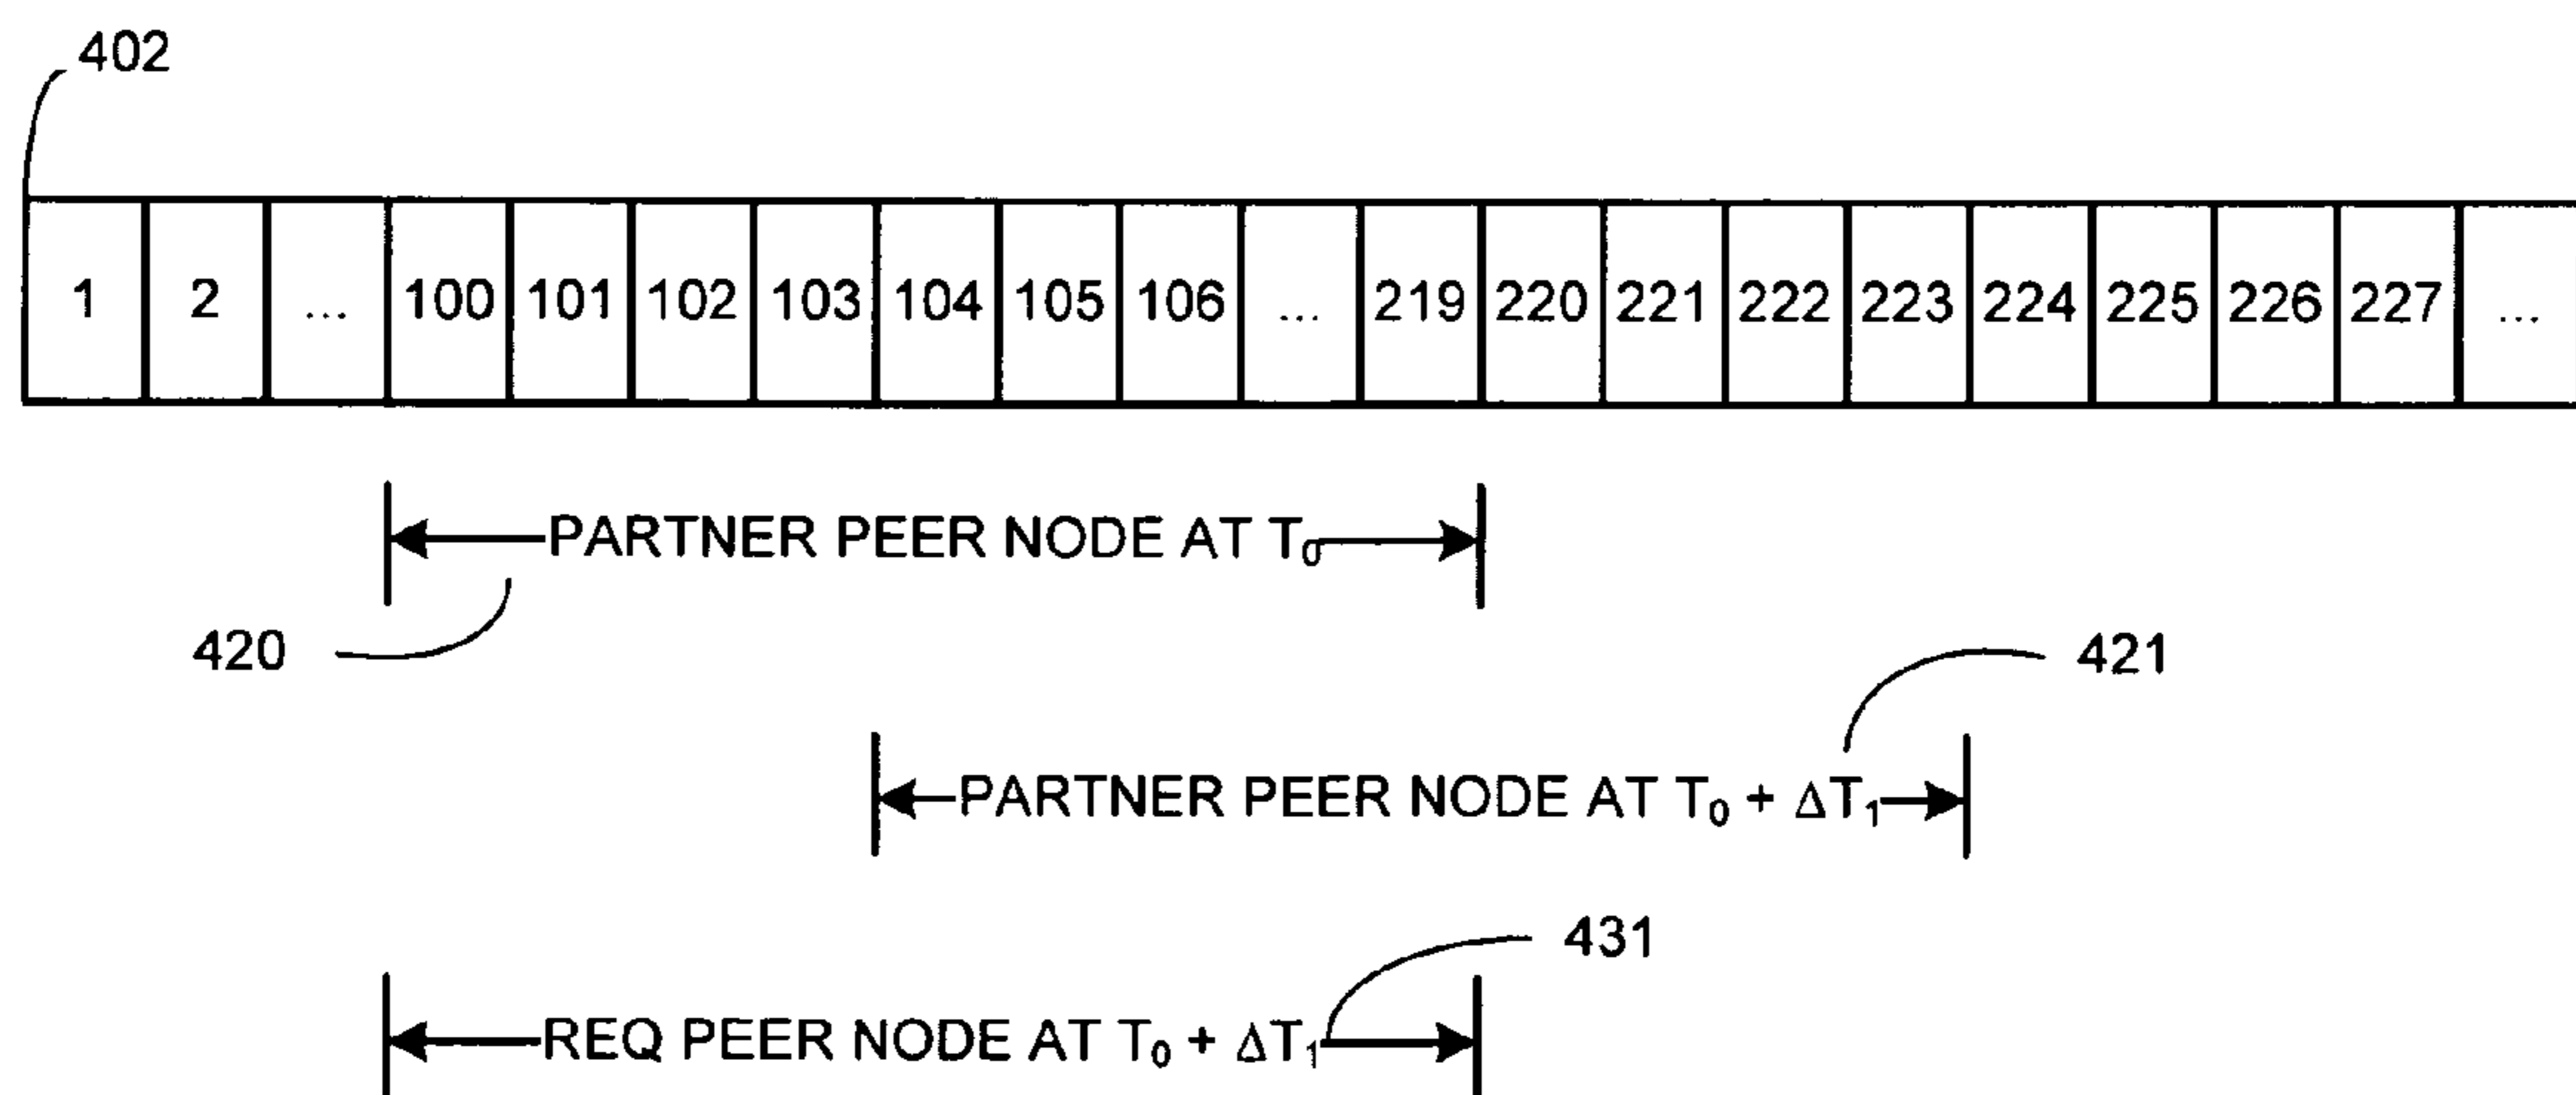 402
1 2 ... 100 101 102 103 104 105 106 ... 219 220 221 222 223 224 225 226 227 ...
PARTNER PEER NODE AT T₀
420
421
PARTNER PEER NODE AT T₀ + ΔT₁
431
REQ PEER NODE AT T₀ + ΔT₁